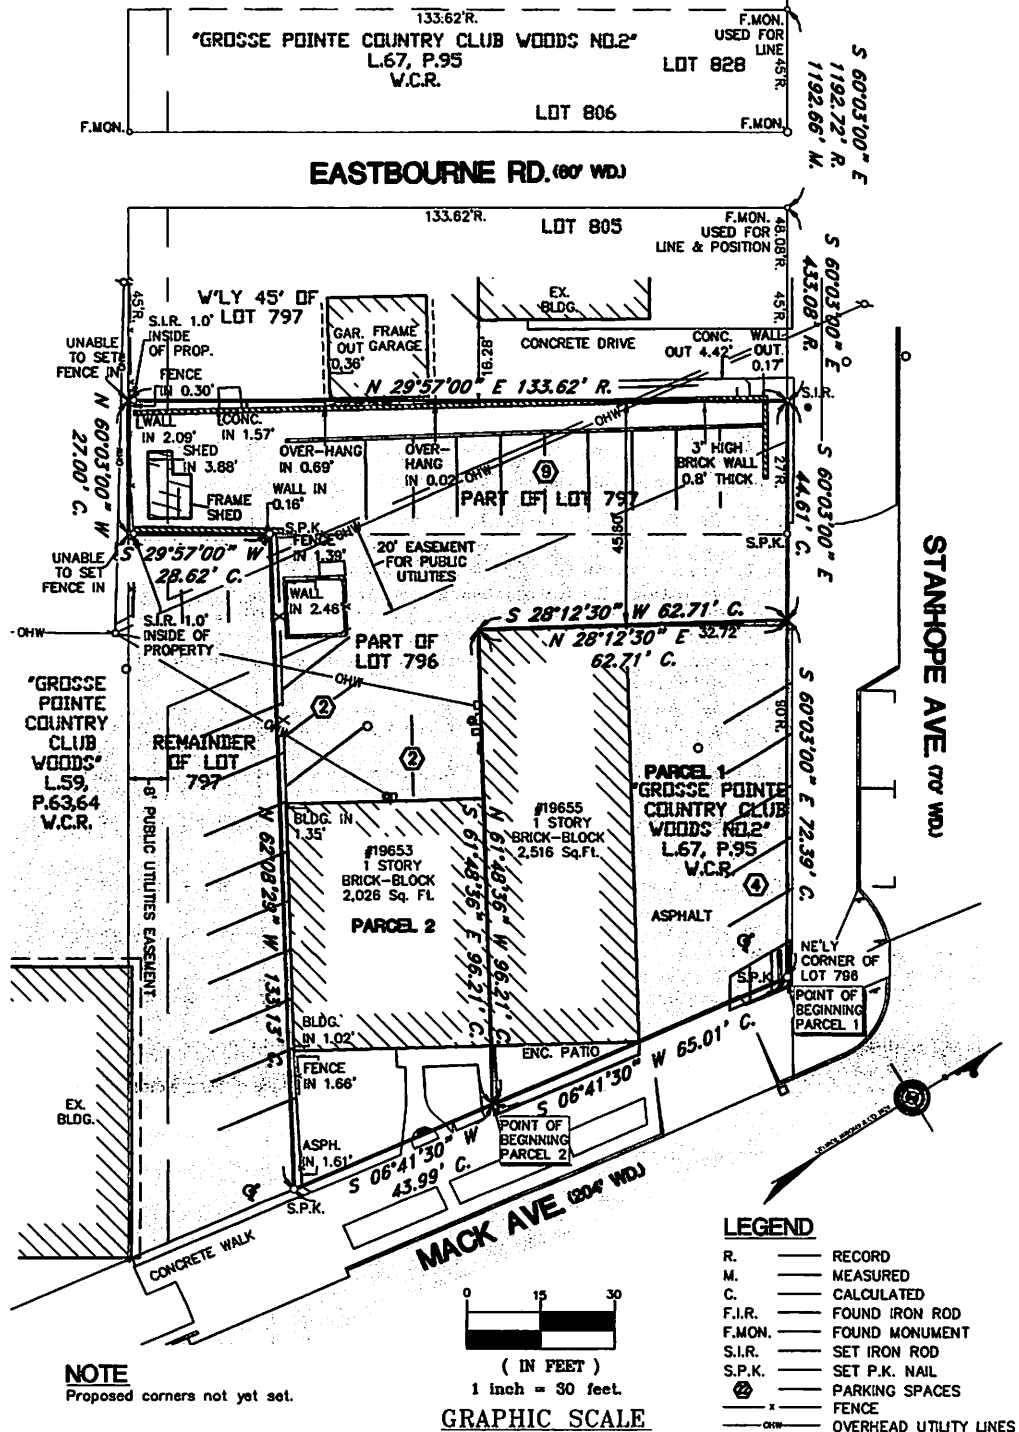 133.62'R.
"GROSSE POINTE COUNTRY CLUB WOODS NO.2"
L.67, P.95
W.C.R.
F.MON.
USED FOR
LINE
45'R.
LOT 828
LOT 806
F.MON.
F.MON.
S 60°03'00" E
1192.72' R.
1192.66' M.
EASTBOURNE RD. (60' WD.)
133.62'R.
LOT 805
F.MON.
USED FOR
LINE & POSITION
48.08'R.
45'R.
S 60°03'00" E
433.08' R.
45'R.
W'LY 45' OF
LOT 797
EX.
BLDG.
S.I.R. 1.0'
INSIDE
OF PROP.
GAR.
OUT
0.36'
FRAME
GARAGE
16.28'
CONCRETE DRIVE
CONC.
OUT 4.42'
WALL
OUT
0.17'
UNABLE
TO SET
FENCE IN
FENCE
IN 0.30'
N 29°57'00" E 133.62' R.
S.I.R.
OHW
WALL
IN 2.09'
CONC.
IN 1.57'
N 60°03'00" W
27.00' C.
SHED
IN 3.88'
OVER-HANG
IN 0.69'
OVER-
HANG
IN 0.02'
OHW
9
3" HIGH
BRICK WALL
0.8' THICK
27'R.
S 60°03'00" E
44.61' C.
WALL IN
0.16'
PART OF LOT 797
FRAME
SHED
S.P.K.
OHW
FENCE
IN 1.39'
45.80'
S.P.K.
UNABLE
TO SET
FENCE IN
S 29°57'00" W
28.62' C.
20' EASEMENT
FOR PUBLIC
UTILITIES
WALL
IN 2.46'
S 28°12'30" W 62.71' C.
N 28°12'30" E
32.72'
62.71' C.
OHW
S.I.R. 1.0'
INSIDE OF
PROPERTY
PART OF
LOT 796
OHW
STANHOPE AVE. (70' WD.)
"GROSSE
POINTE
COUNTRY
CLUB
WOODS"
L.59,
P.63,64
W.C.R.
2
REMAINDER
OF LOT
797
OHW
2
90'R.
S 60°03'00" E 72.39' C.
8' PUBLIC UTILITIES EASEMENT
N 62°08'29" W 133.13' C.
BLDG. IN
1.35'
#19653
1 STORY
BRICK-BLOCK
2,026 Sq. Ft.
PARCEL 2
S 61°48'36" E 96.21' C.
N 61°48'36" W 96.21' C.
#19655
1 STORY
BRICK-BLOCK
2,516 Sq.Ft.
PARCEL 1
"GROSSE POINTE
COUNTRY CLUB
WOODS NO.2"
L.67, P.95
W.C.R.
4
ASPHALT
S.P.K.
NE'LY
CORNER OF
LOT 796
POINT OF
BEGINNING
PARCEL 1
BLDG.
IN 1.02'
ENC. PATIO
FENCE
IN 1.66'
S 06°41'30" W 65.01' C.
EX.
BLDG.
POINT OF
BEGINNING
PARCEL 2
ASPH.
IN 1.61'
S 06°41'30" W
43.99' C.
S.P.K.
CONCRETE WALK
MACK AVE. (204' WD.)
0 15 30
( IN FEET )
1 inch = 30 feet.
GRAPHIC SCALE
NOTE
Proposed corners not yet set.
LEGEND
R. RECORD
M. MEASURED
C. CALCULATED
F.I.R. FOUND IRON ROD
F.MON. FOUND MONUMENT
S.I.R. SET IRON ROD
S.P.K. SET P.K. NAIL
22 PARKING SPACES
x FENCE
OHW OVERHEAD UTILITY LINES